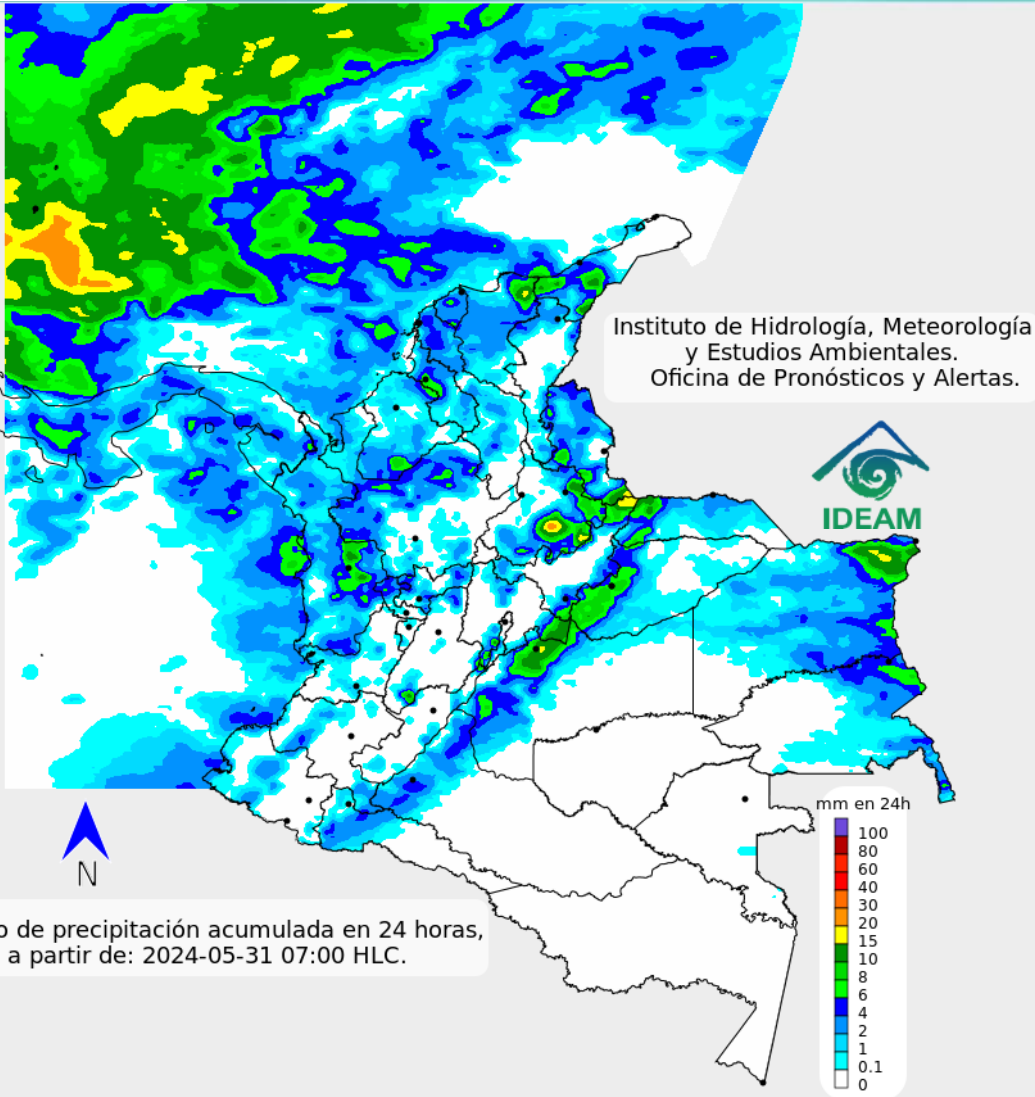 Instituto de Hidrología, Meteorología
y Estudios Ambientales.
Oficina de Pronósticos y Alertas.
IDEAM
mm en 24h
100
80
60
40
30
20
15
10
8
6
4
2
1
0.1
0
N
o de precipitación acumulada en 24 horas,
a partir de: 2024-05-31 07:00 HLC.